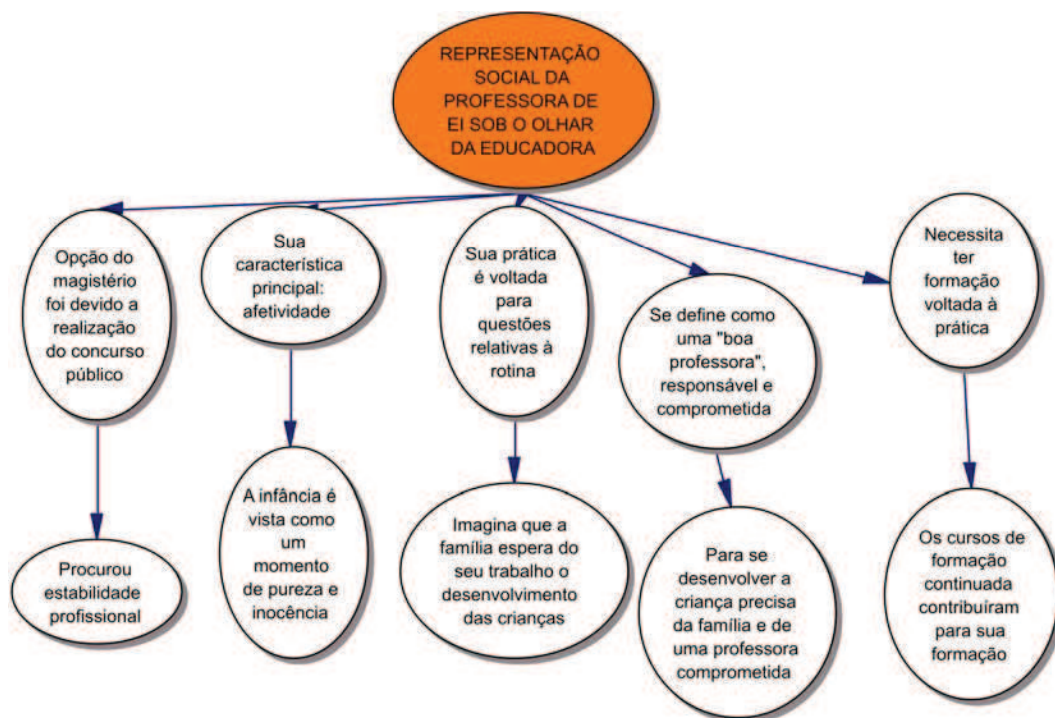 REPRESENTAÇÃO
SOCIAL DA
PROFESSORA DE
EI SOB O OLHAR
DA EDUCADORA
Opção do
magistério
foi devido a
realização
do concurso
público
Sua
característica
principal:
afetividade
Sua prática
é voltada
para
questões
relativas à
rotina
Se define como
uma "boa
professora",
responsável e
comprometida
Necessita
ter
formação
voltada à
prática
Procurou
estabilidade
profissional
A infância é
vista como
um
momento
de pureza e
inocência
Imagina que a
família espera do
seu trabalho o
desenvolvimento
das crianças
Para se
desenvolver a
criança precisa
da família e de
uma professora
comprometida
Os cursos de
formação
continuada
contribuíram
para sua
formação